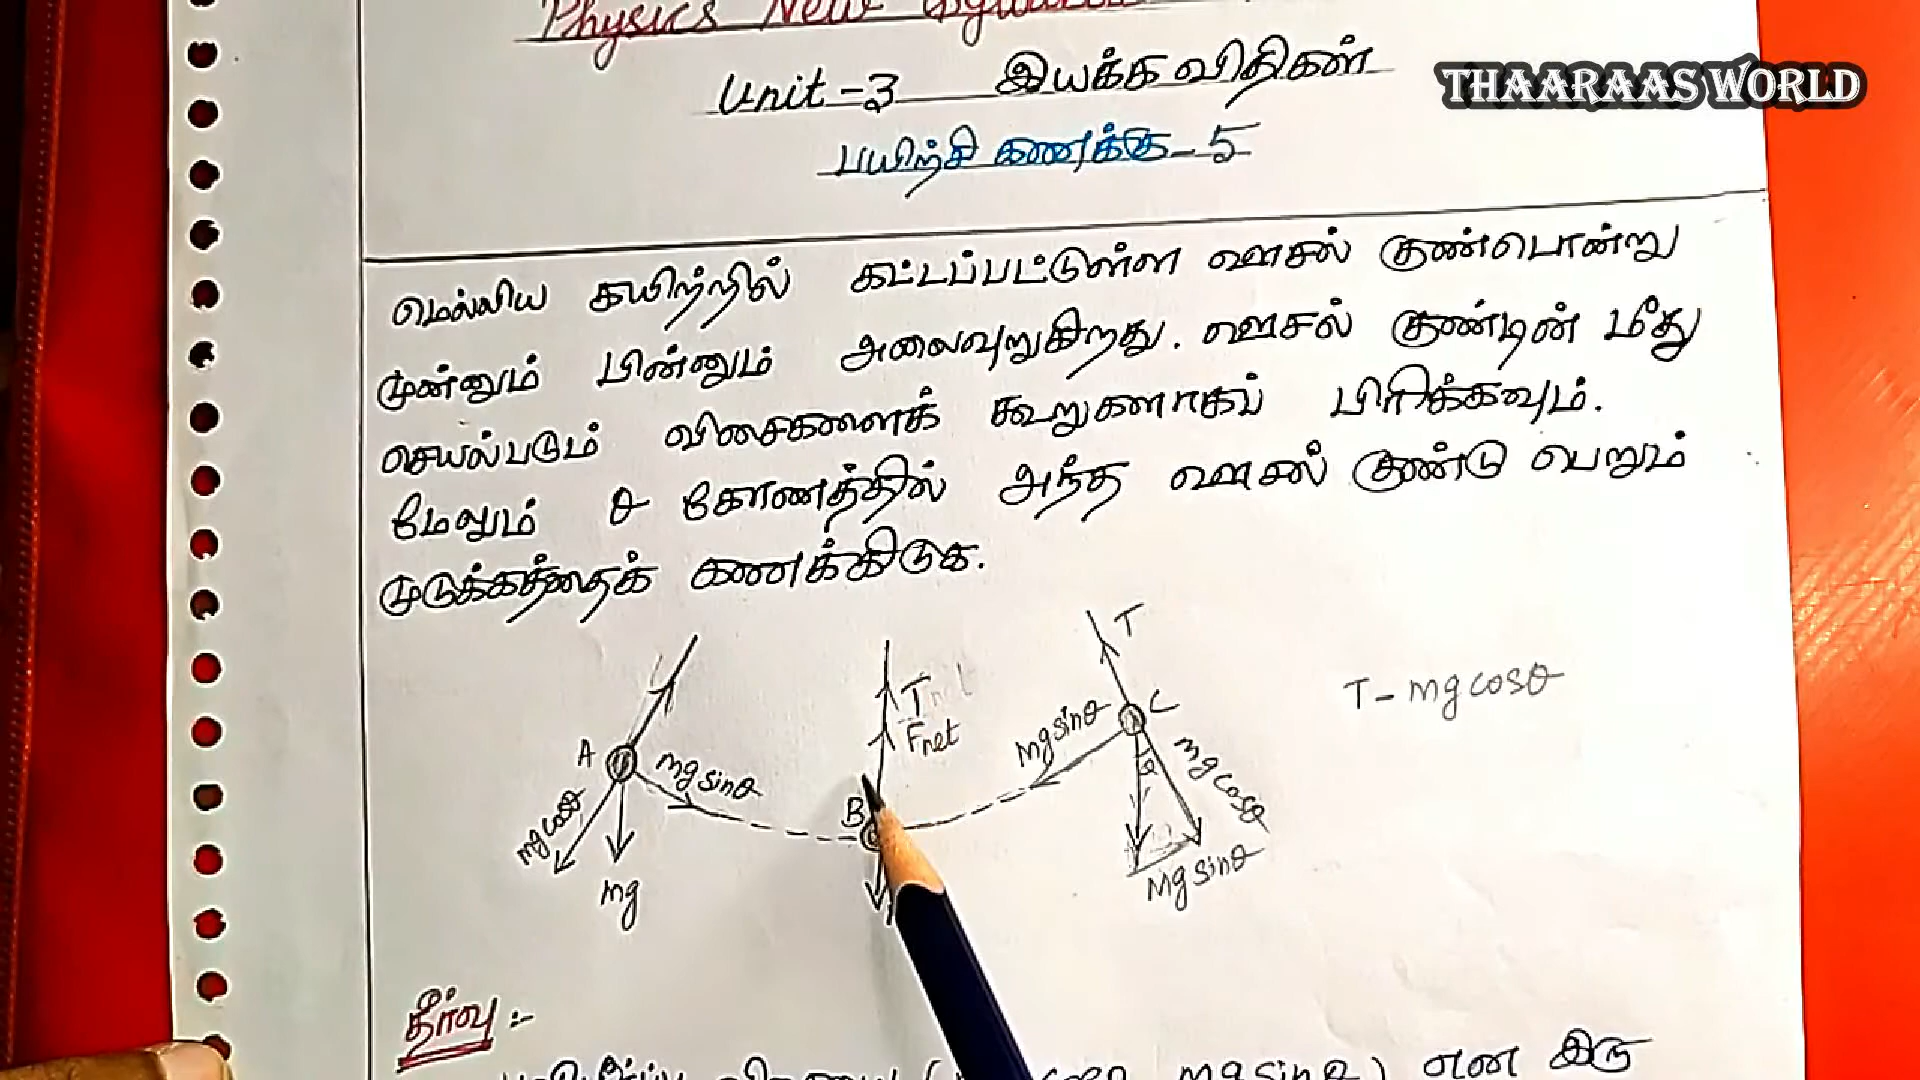 Physics New
THAARAAS WORLD
Unit - 3 இயக்க விதிகள்
பயிற்சி கணக்கு - 5
மெல்லிய கயிற்றில் கட்டப்பட்டுள்ள ஊசல் குண்டொன்று
முன்னும் பின்னும் அலைவுறுகிறது. ஊசல் குண்டின் மீது
செயல்படும் விசைகளைக் கூறுகளாகப் பிரிக்கவும்.
மேலும் θ கோணத்தில் அந்த ஊசல் குண்டு பெறும்
முடுக்கத்தைக் கணக்கிடுக.
T
T
Fnet
T - mg cosθ
A
mg sinθ
mg cosθ
mg
B
mg sinθ
C
θ
mg cosθ
mg sinθ
தீர்வு :-
mg sinθ) என இரு